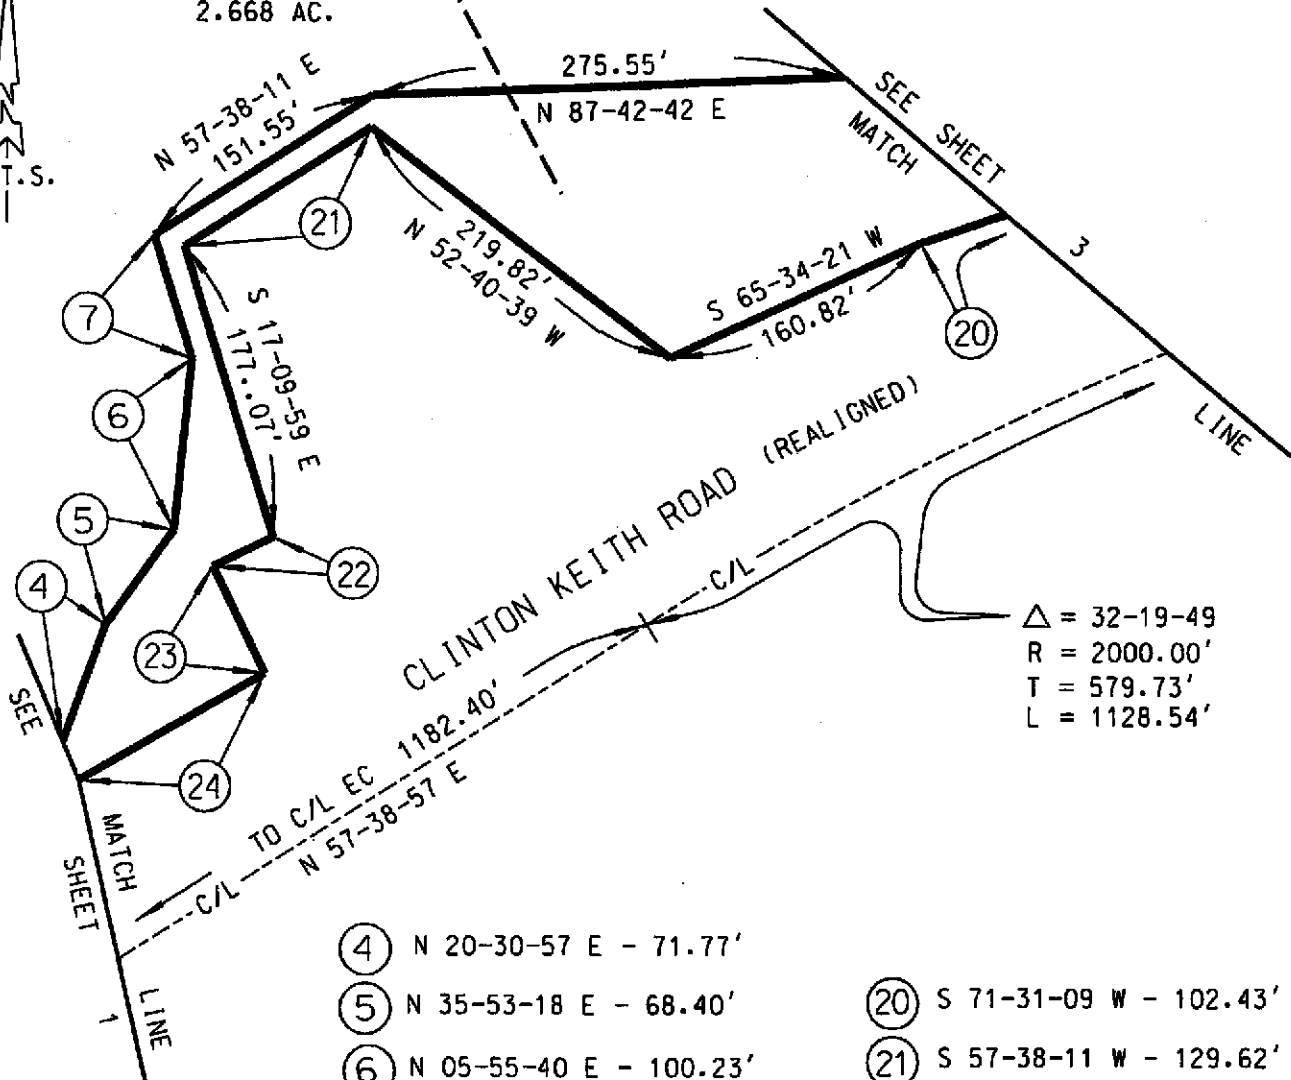 2.668 AC.
T.S.
N 57-38-11 E
151.55'
275.55'
N 87-42-42 E
SEE SHEET 3
MATCH LINE
21
219.82'
N 52-40-39 W
S 65-34-21 W
160.82'
20
7
S 17-09-59 E
177.07'
6
5
4
22
23
24
CLINTON KEITH ROAD (REALIGNED)
C/L
△ = 32-19-49
R = 2000.00'
T = 579.73'
L = 1128.54'
TO C/L EC 1182.40'
N 57-38-57 E
C/L
SEE SHEET 1
MATCH LINE
4 N 20-30-57 E - 71.77'
5 N 35-53-18 E - 68.40'
6 N 05-55-40 E - 100.23'
20 S 71-31-09 W - 102.43'
21 S 57-38-11 W - 129.62'